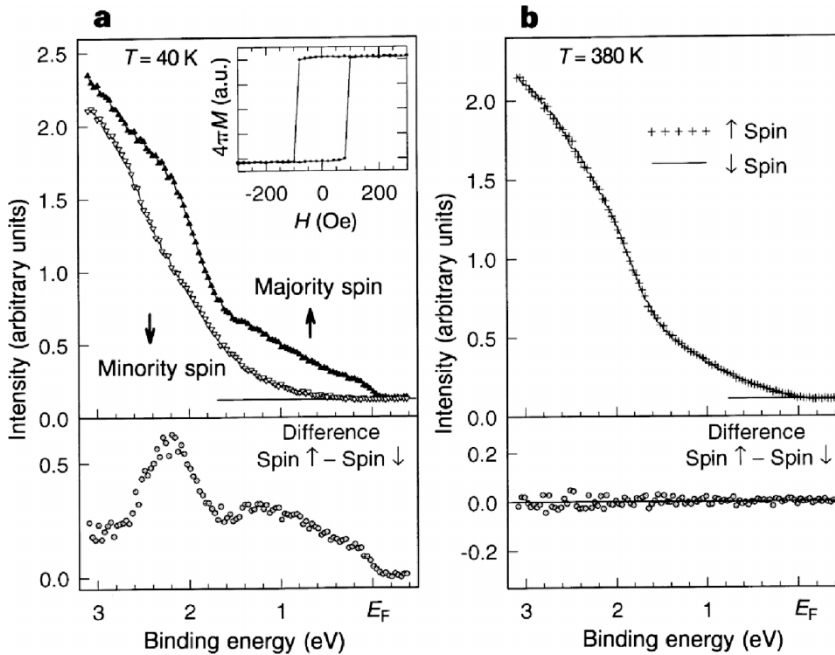 a
T = 40 K
2.5
2.0
1.5
1.0
0.5
0.0
Intensity (arbitrary units)
4πM (a.u.)
-200 0 200
H (Oe)
Majority spin
Minority spin
Difference
Spin ↑ – Spin ↓
0.5
0.0
3 2 1 EF
Binding energy (eV)
b
T = 380 K
↑ Spin
↓ Spin
2.0
1.5
1.0
0.5
0.0
Intensity (arbitrary units)
Difference
Spin ↑ – Spin ↓
0.2
0.0
-0.2
3 2 1 EF
Binding energy (eV)